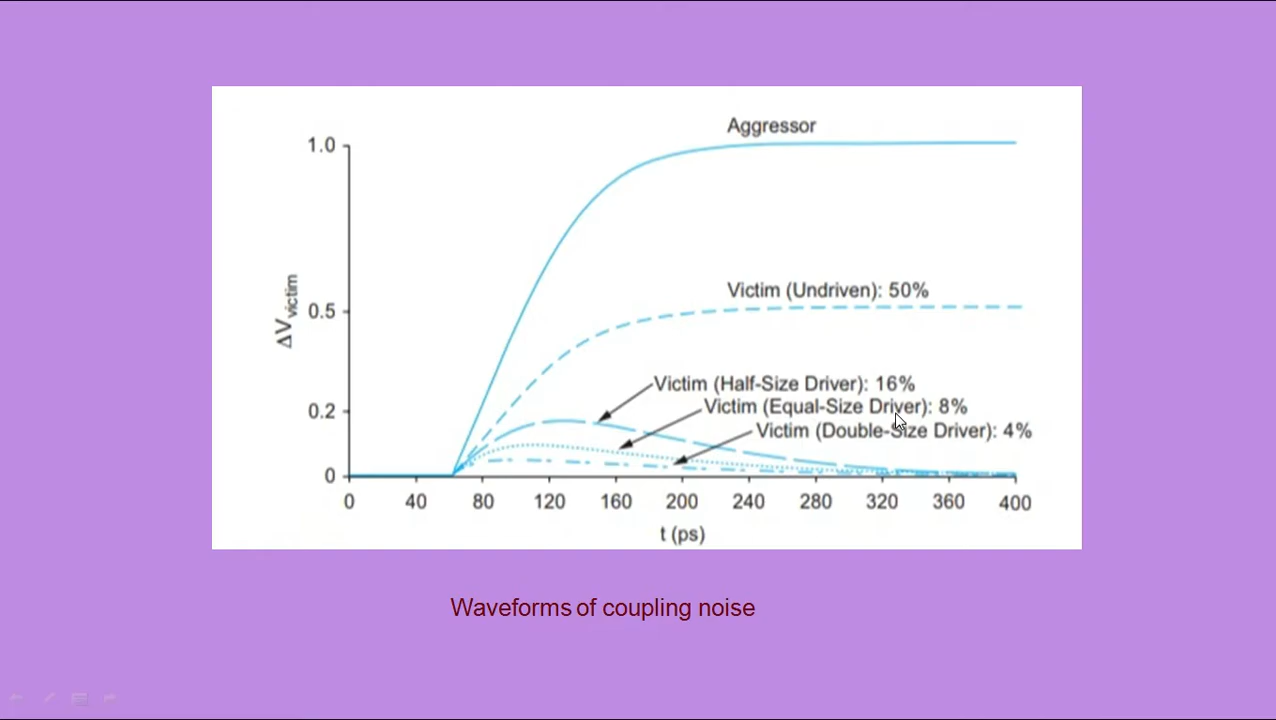 Aggressor
1.0
Victim (Undriven): 50%
0.5
ΔVvictim
Victim (Half-Size Driver): 16%
0.2
Victim (Equal-Size Driver): 8%
Victim (Double-Size Driver): 4%
0
0 40 80 120 160 200 240 280 320 360 400
t (ps)
Waveforms of coupling noise